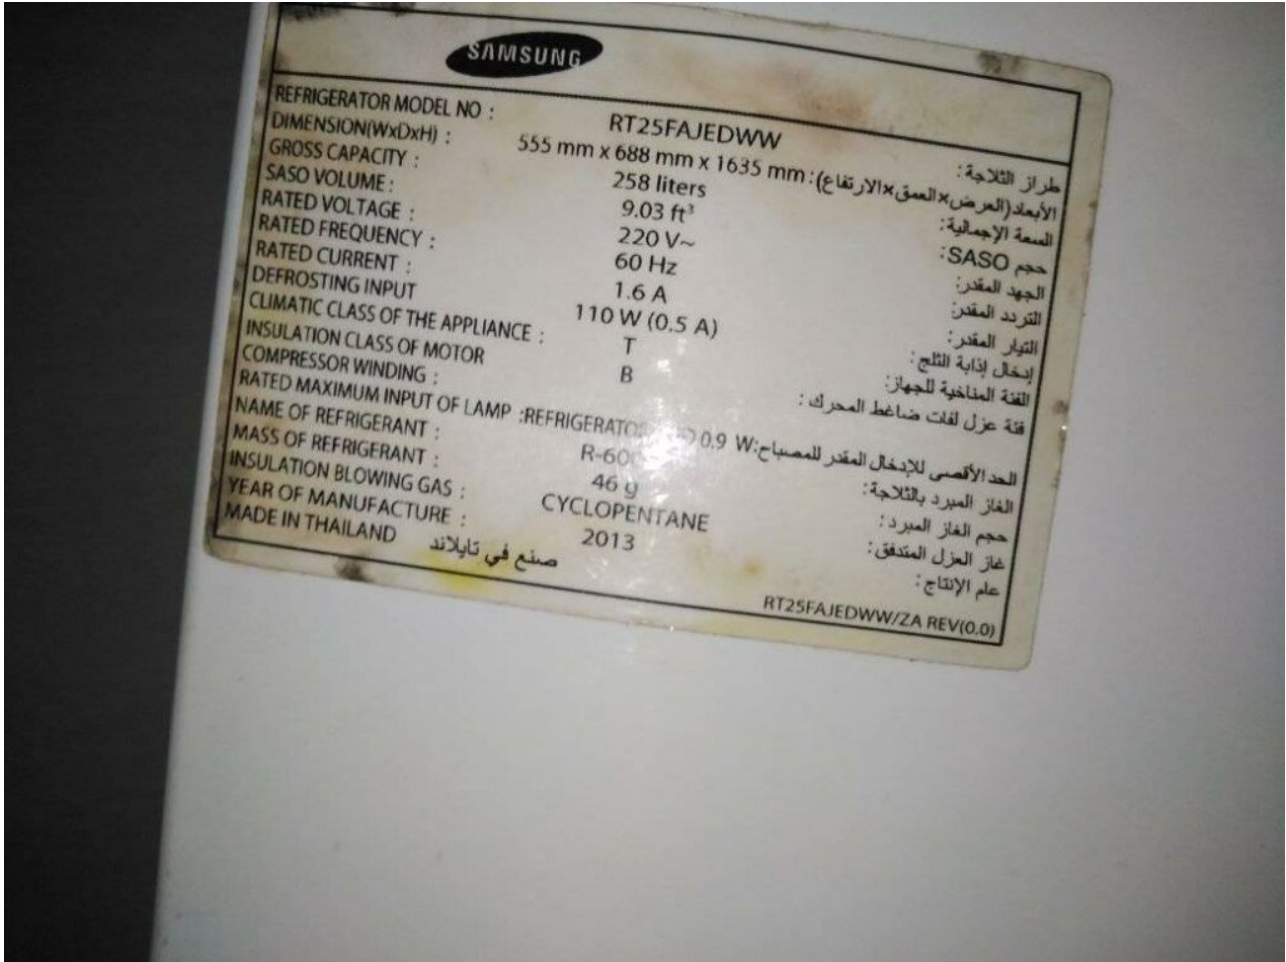 SAMSUNG
REFRIGERATOR MODEL NO : RT25FAJEDWW طراز الثلاجة:
DIMENSION(WxDxH) : 555 mm x 688 mm x 1635 mm :(الأبعاد(العرض×العمق×الارتفاع
GROSS CAPACITY : 258 liters السعة الإجمالية:
SASO VOLUME : 9.03 ft³ حجم SASO:
RATED VOLTAGE : 220 V~ الجهد المقدر:
RATED FREQUENCY : 60 Hz التردد المقدر:
RATED CURRENT : 1.6 A التيار المقدر:
DEFROSTING INPUT 110 W (0.5 A) إدخال إذابة الثلج:
CLIMATIC CLASS OF THE APPLIANCE : T الفئة المناخية للجهاز:
INSULATION CLASS OF MOTOR
COMPRESSOR WINDING : B فئة عزل لفات ضاغط المحرك :
RATED MAXIMUM INPUT OF LAMP :REFRIGERATOR 0.9 W:الحد الأقصى للإدخال المقدر للمصباح
NAME OF REFRIGERANT : الغاز المبرد بالثلاجة:
MASS OF REFRIGERANT : 46 g حجم الغاز المبرد:
INSULATION BLOWING GAS : CYCLOPENTANE غاز العزل المتدفق:
YEAR OF MANUFACTURE : 2013 عام الإنتاج:
MADE IN THAILAND صنع في تايلاند
RT25FAJEDWW/ZA REV(0.0)